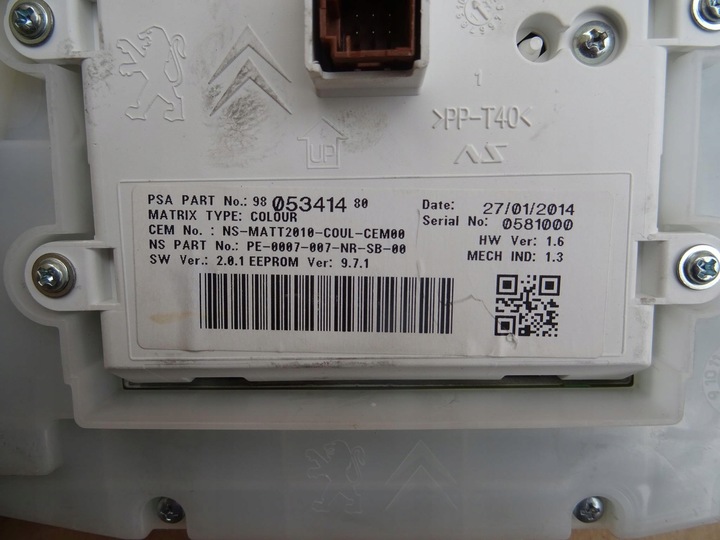 1
>PP-T40<
UP
PSA PART No.: 98 053414 80
MATRIX TYPE: COLOUR
CEM No. : NS-MATT2010-COUL-CEM00
NS PART No.: PE-0007-007-NR-SB-00
SW Ver.: 2.0.1 EEPROM Ver: 9.7.1
Date: 27/01/2014
Serial No: 0581000
HW Ver: 1.6
MECH IND: 1.3